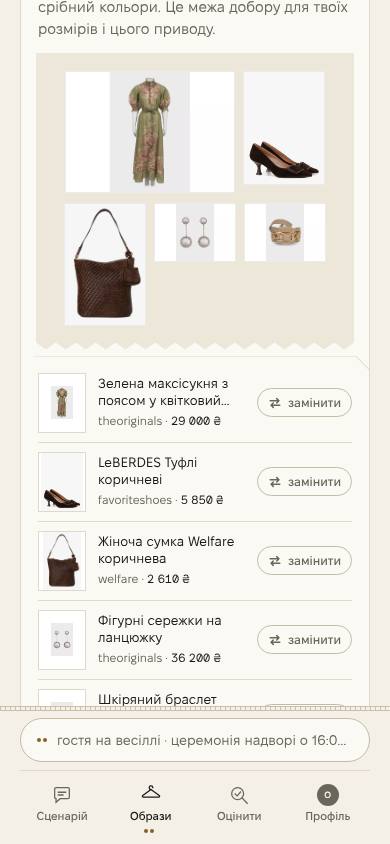 срібний кольори. Це межа добору для твоїх
розмірів і цього приводу.
Зелена максісукня з
поясом у квітковий…
theoriginals · 29 000 ₴
замінити
LeBERDES Туфлі
коричневі
favoriteshoes · 5 850 ₴
замінити
Жіноча сумка Welfare
коричнева
welfare · 2 610 ₴
замінити
Фігурні сережки на
ланцюжку
theoriginals · 36 200 ₴
замінити
Шкіряний браслет
гостя на весіллі · церемонія надворі о 16:0…
Сценарій
Образи
Оцінити
О
Профіль